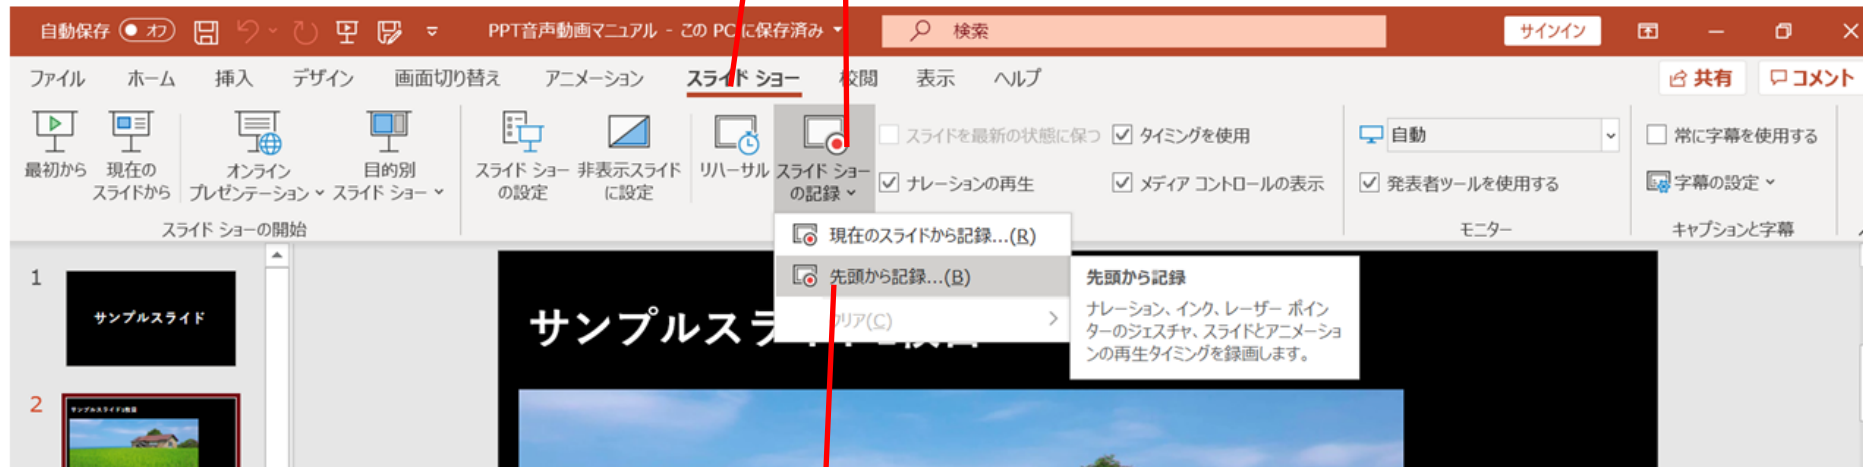 自動保存 オフ PPT音声動画マニュアル - この PC に保存済み 検索 サインイン
ファイル ホーム 挿入 デザイン 画面切り替え アニメーション スライド ショー 校閲 表示 ヘルプ 共有 コメント
最初から
現在の
スライドから
オンライン
プレゼンテーション
目的別
スライド ショー
スライド ショーの開始
スライド ショー
の設定
非表示スライド
に設定
リハーサル
スライド ショー
の記録
スライドを最新の状態に保つ
タイミングを使用
ナレーションの再生
メディア コントロールの表示
自動
発表者ツールを使用する
モニター
常に字幕を使用する
字幕の設定
キャプションと字幕
現在のスライドから記録...(R)
先頭から記録...(B)
リア(C)
先頭から記録
ナレーション、インク、レーザー ポイン
ターのジェスチャ、スライドとアニメーショ
ンの再生タイミングを録画します。
1
サンプルスライド
2
サンプルスライド1枚目
サンプルスラ